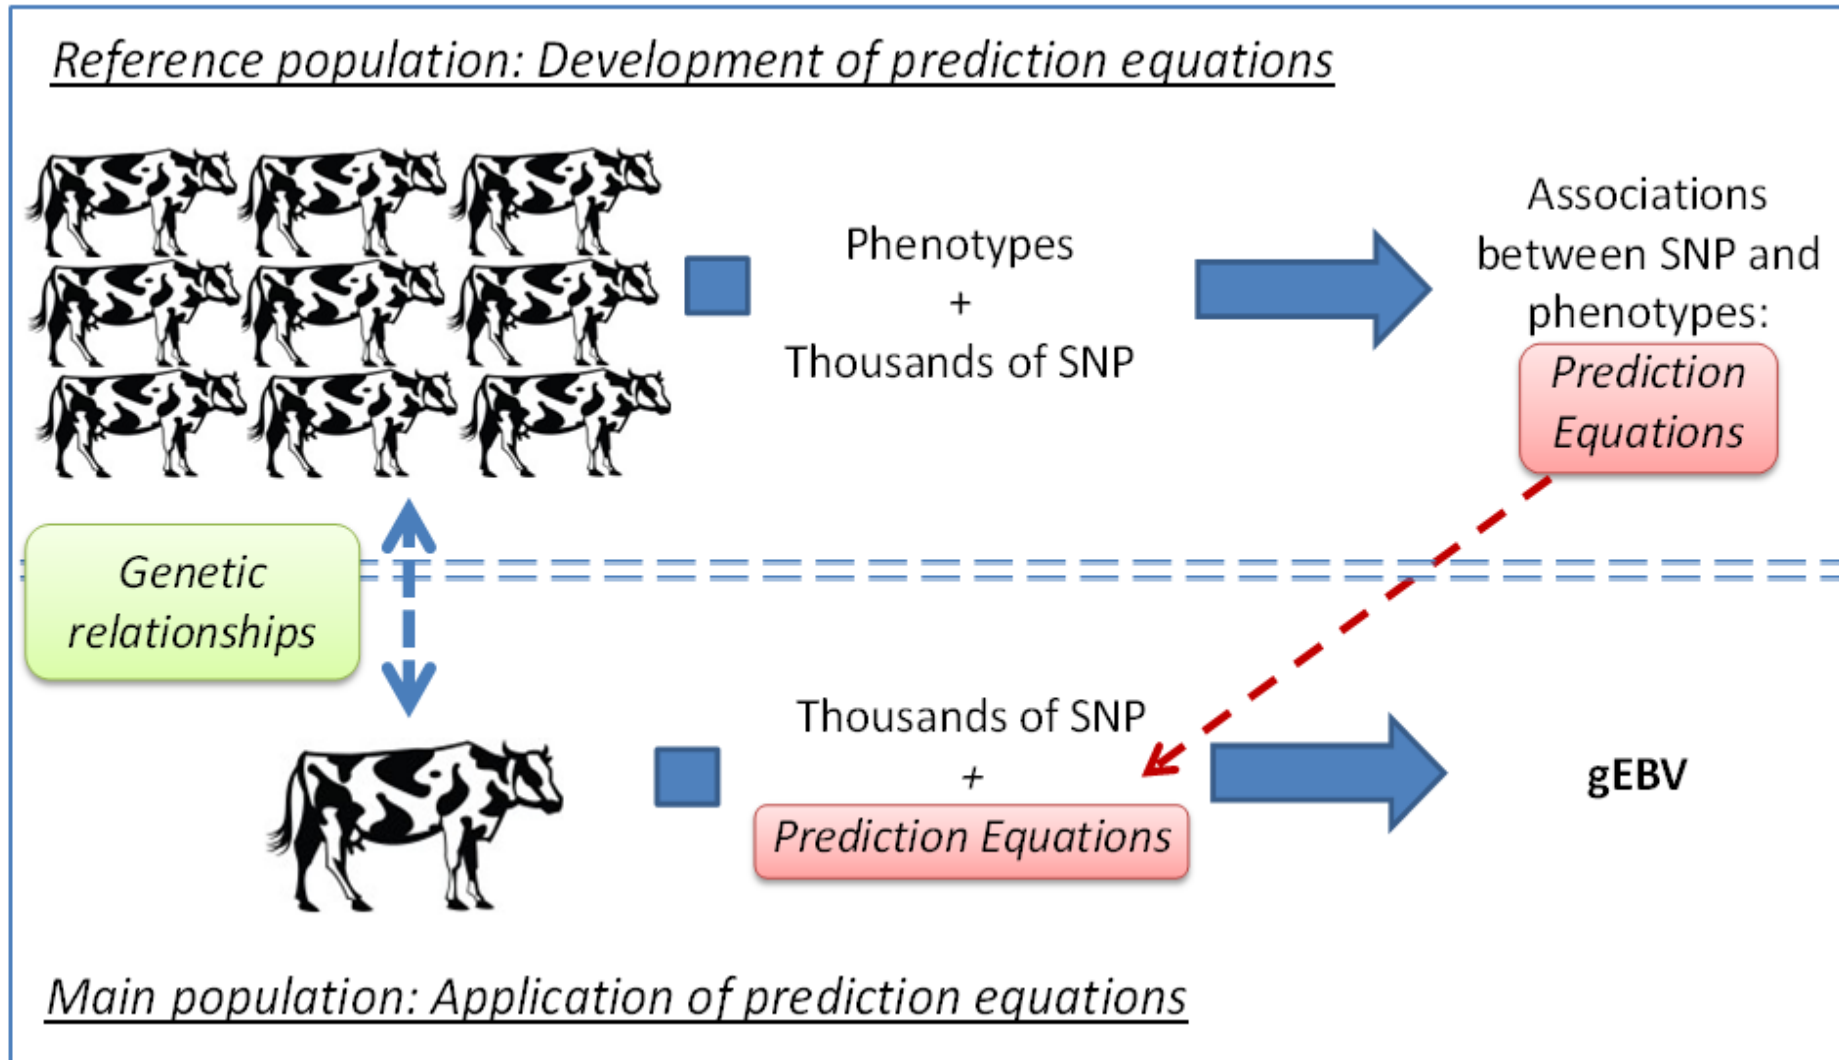 Reference population: Development of prediction equations
Phenotypes
+
Thousands of SNP
Associations
between SNP and
phenotypes:
Prediction
Equations
Genetic
relationships
Thousands of SNP
+
Prediction Equations
gEBV
Main population: Application of prediction equations